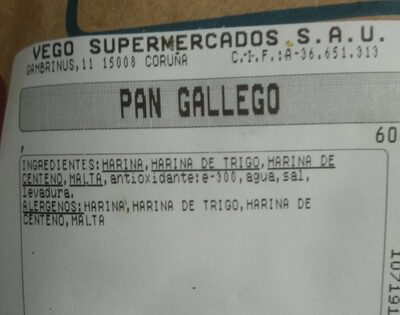 VEGO SUPERMERCADOS S.A.U.
GAMBRINUS,11 15008 CORUÑA C.I.F.:A-36.651.313
PAN GALLEGO
60
,
INGREDIENTES:HARINA,HARINA DE TRIGO,HARINA DE
CENTENO,MALTA,antioxidante:e-300,agua,sal,
levadura,
ALERGENOS:HARINA,HARINA DE TRIGO,HARINA DE
CENTENO,MALTA